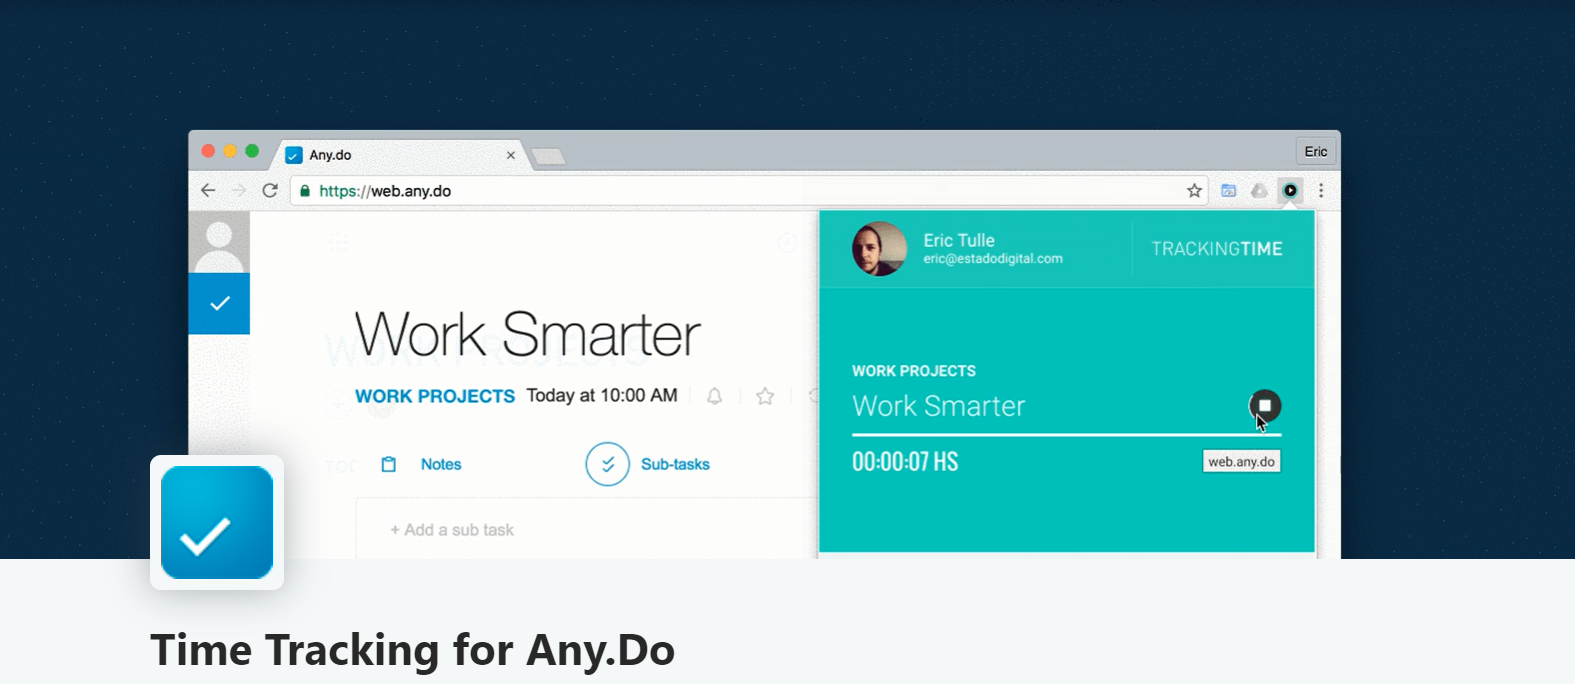 Any.do
Eric
https://web.any.do
Eric Tulle
eric@estadodigital.com
TRACKINGTIME
Work Smarter
WORK PROJECTS
WORK PROJECTS Today at 10:00 AM
Notes
Sub-tasks
+ Add a sub task
WORK PROJECTS
Work Smarter
00:00:07 HS
web.any.do
Time Tracking for Any.Do